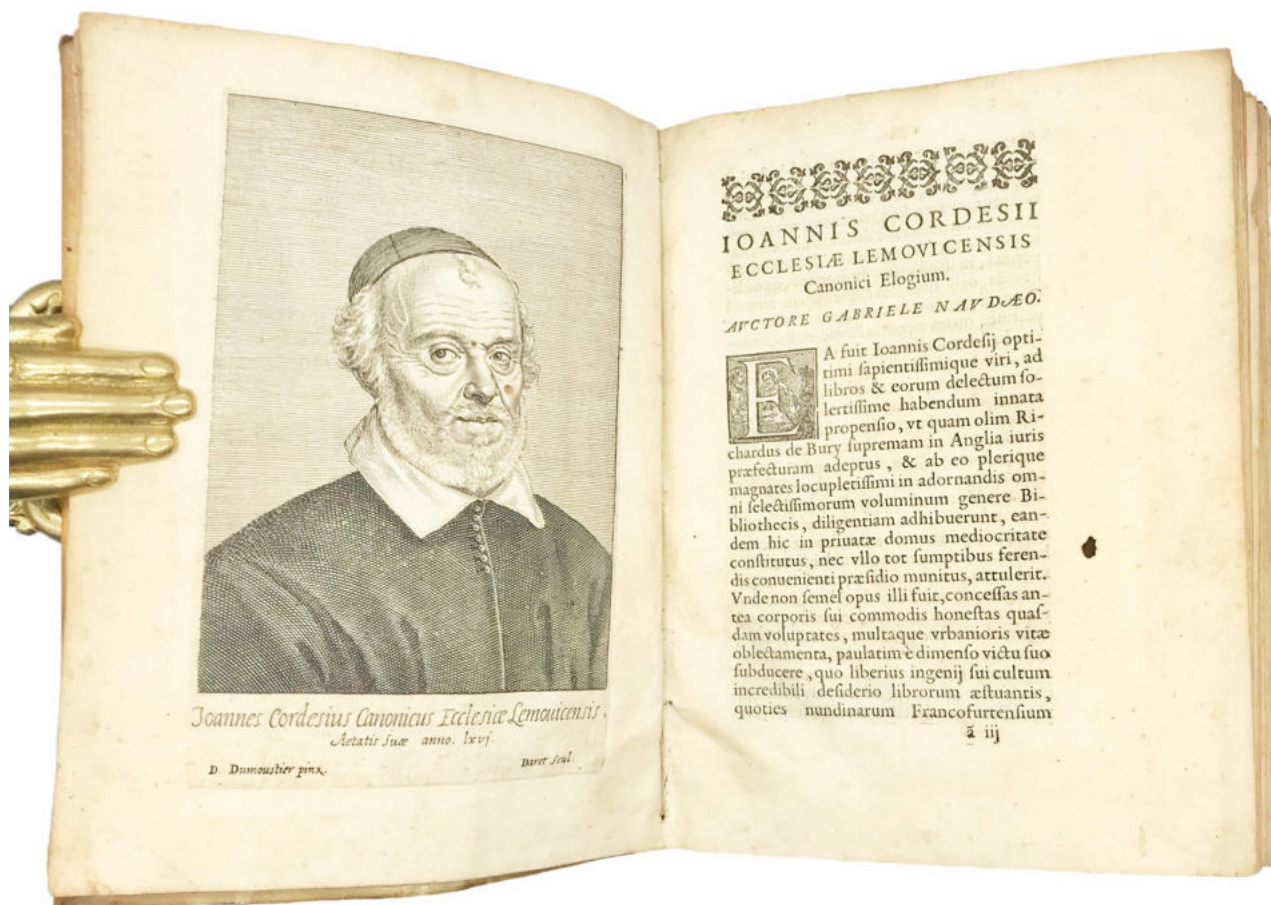 Joannes Cordesius Canonicus Ecclesiæ Lemouicensis.
Aetatis suæ anno. lxvj.
D. Dumoustier pinx.
Daret scul.
IOANNIS CORDESII
ECCLESIÆ LEMOVICENSIS
Canonici Elogium.
AVCTORE GABRIELE NAVDÆO.
EA fuit Ioannis Cordesij opti-
timi sapientissimique viri, ad
libros & eorum delectum so-
lertissime habendum innata
propensio, vt quam olim Ri-
chardus de Bury supremam in Anglia iuris
præfecturam adeptus, & ab eo plerique
magnates locupletissimi in adornandis om-
ni selectissimorum voluminum genere Bi-
bliothecis, diligentiam adhibuerunt, ean-
dem hic in priuatæ domus mediocritate
constitutus, nec vllo tot sumptibus feren-
dis conuenienti præsidio munitus, attulerit.
Vnde non semel opus illi fuit, concessas an-
tea corporis sui commodis honestas quas-
dam voluptates, multaque vrbanioris vitæ
oblectamenta, paulatim è dimenso victu suo
subducere, quo liberius ingenij sui cultum
incredibili desiderio librorum æstuantis,
quoties nundinarum Francofurtensium
ã iij